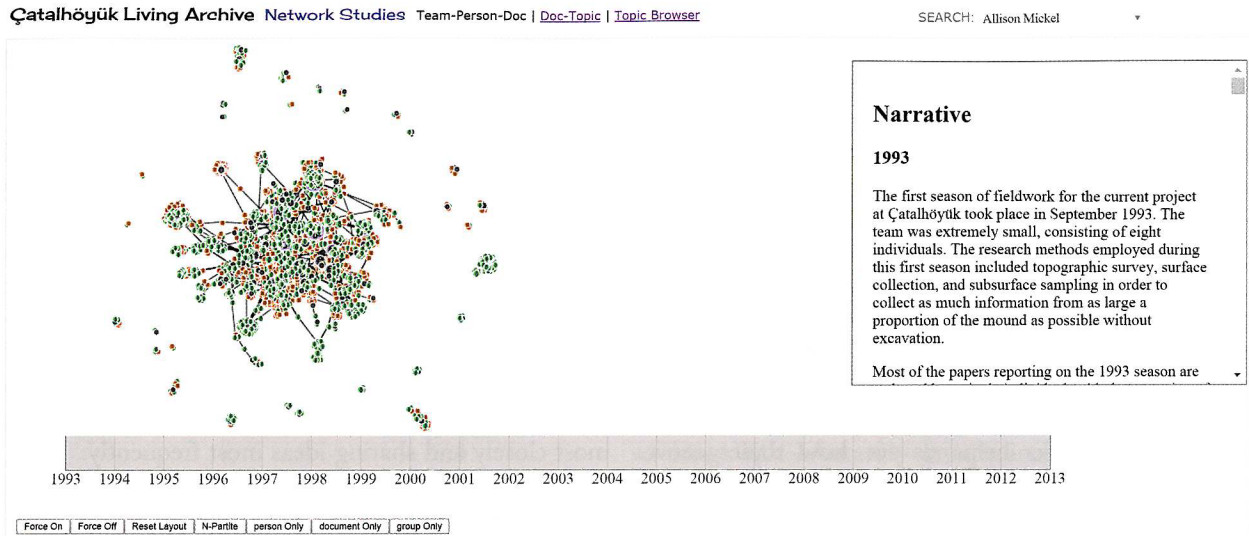 Çatalhöyük Living Archive Network Studies Team-Person-Doc | Doc-Topic | Topic Browser SEARCH: Allison Mickel
Narrative
1993
The first season of fieldwork for the current project
at Çatalhöyük took place in September 1993. The
team was extremely small, consisting of eight
individuals. The research methods employed during
this first season included topographic survey, surface
collection, and subsurface sampling in order to
collect as much information from as large a
proportion of the mound as possible without
excavation.
Most of the papers reporting on the 1993 season are
1993 1994 1995 1996 1997 1998 1999 2000 2001 2002 2003 2004 2005 2006 2007 2008 2009 2010 2011 2012 2013
Force On Force Off Reset Layout N-Partite person Only document Only group Only